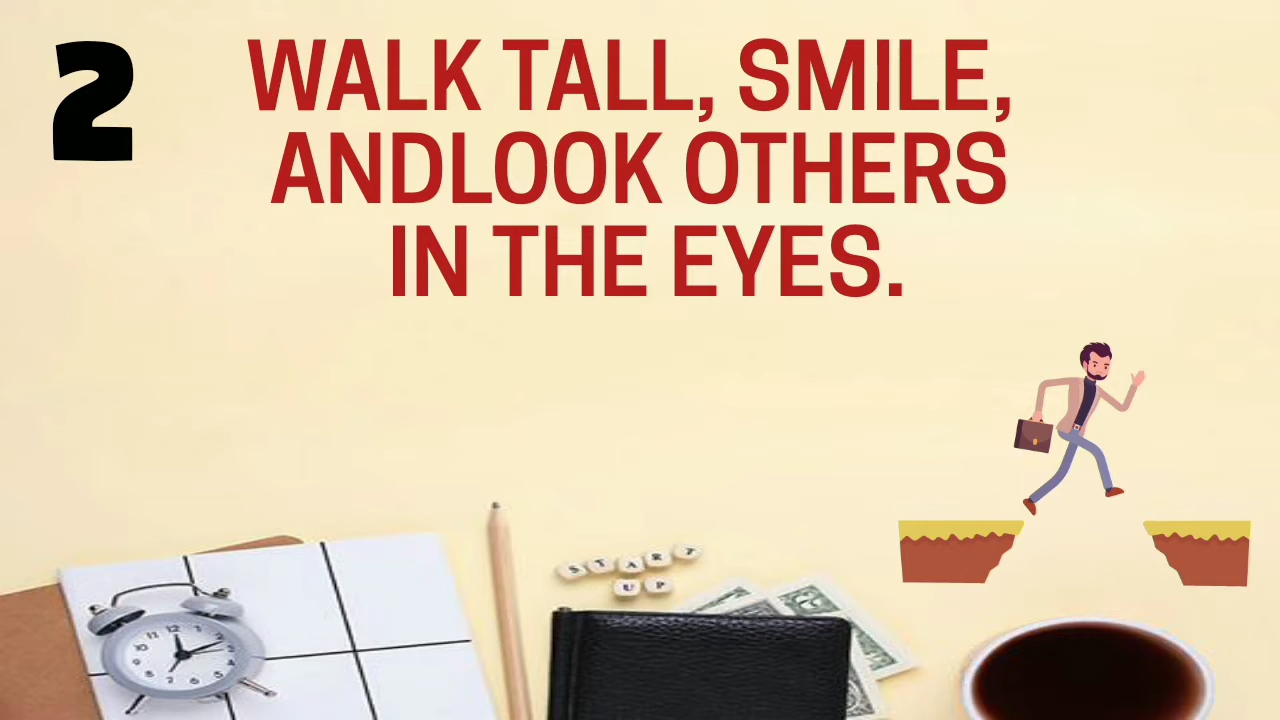 2
WALK TALL, SMILE,
ANDLOOK OTHERS
IN THE EYES.
START
UP